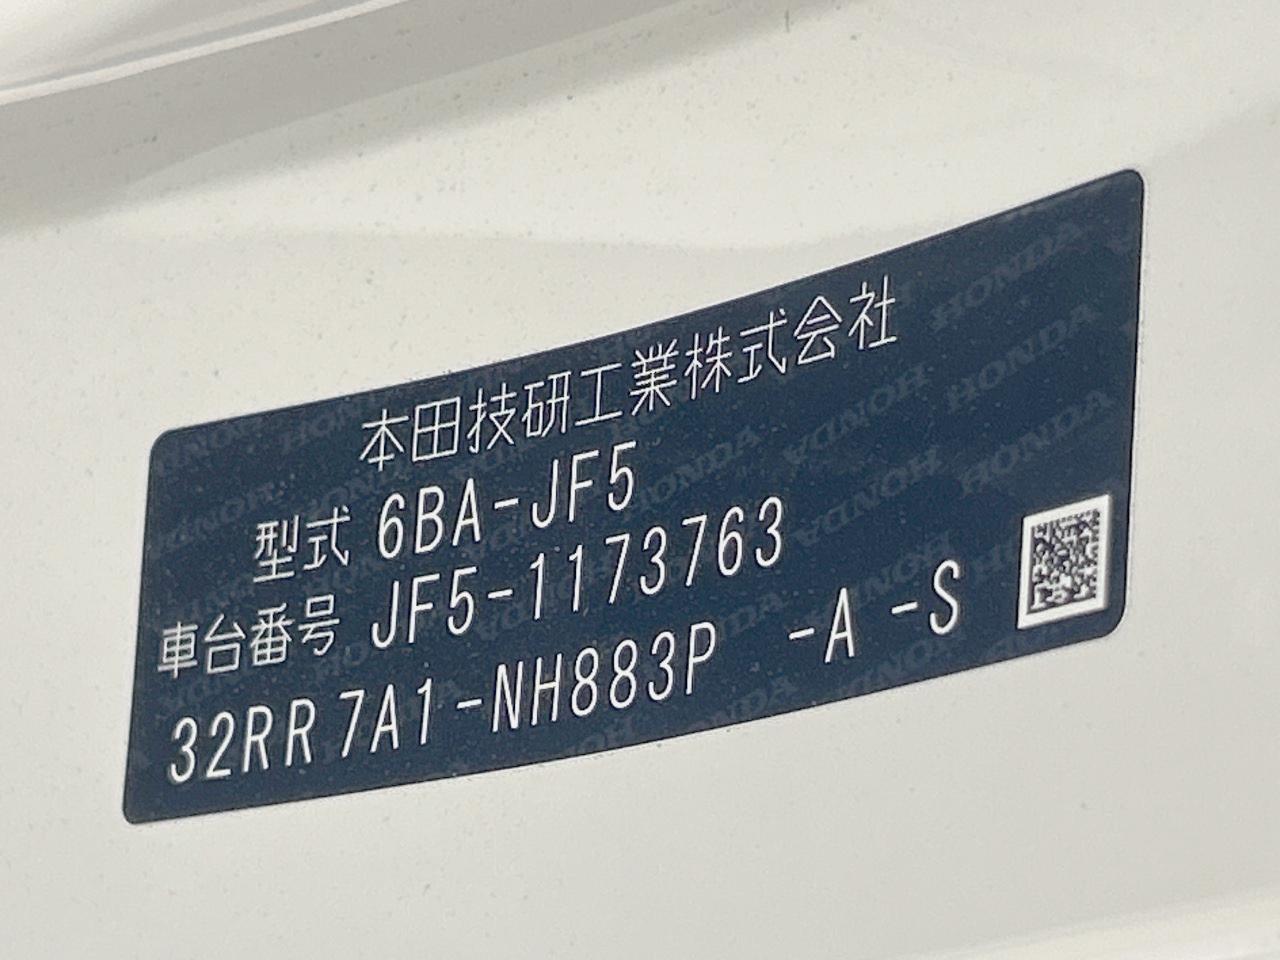 本田技研工業株式会社
型式 6BA-JF5
車台番号 JF5-1173763
32RR 7A1-NH883P -A -S